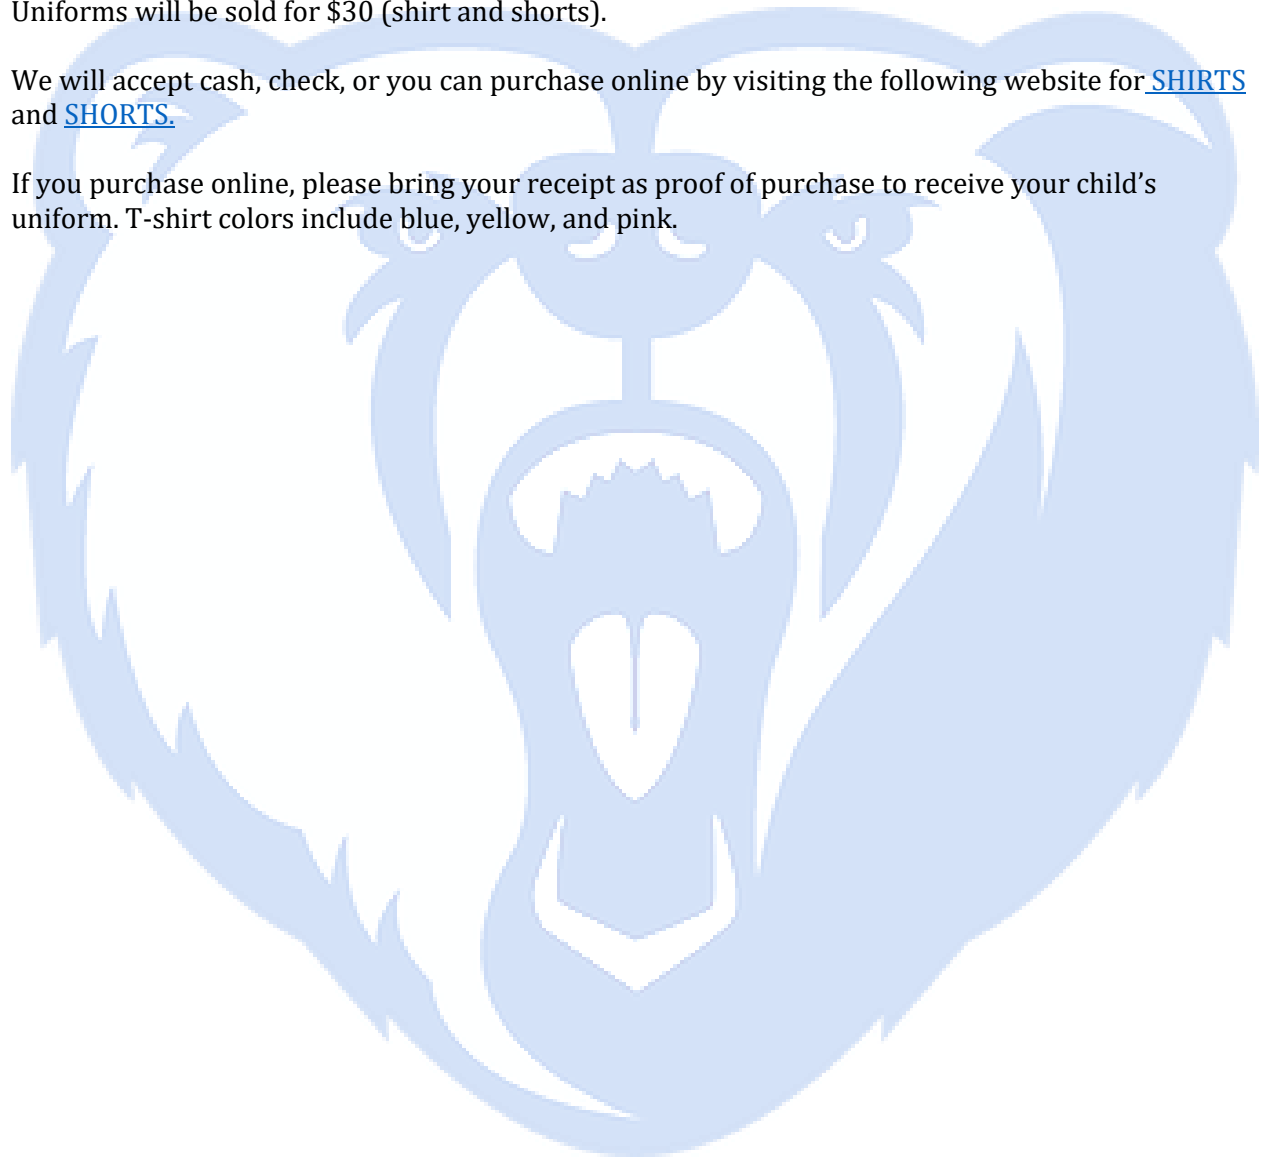 Uniforms will be sold for $30 (shirt and shorts).
We will accept cash, check, or you can purchase online by visiting the following website for SHIRTS
and SHORTS.
If you purchase online, please bring your receipt as proof of purchase to receive your child’s
uniform. T-shirt colors include blue, yellow, and pink.